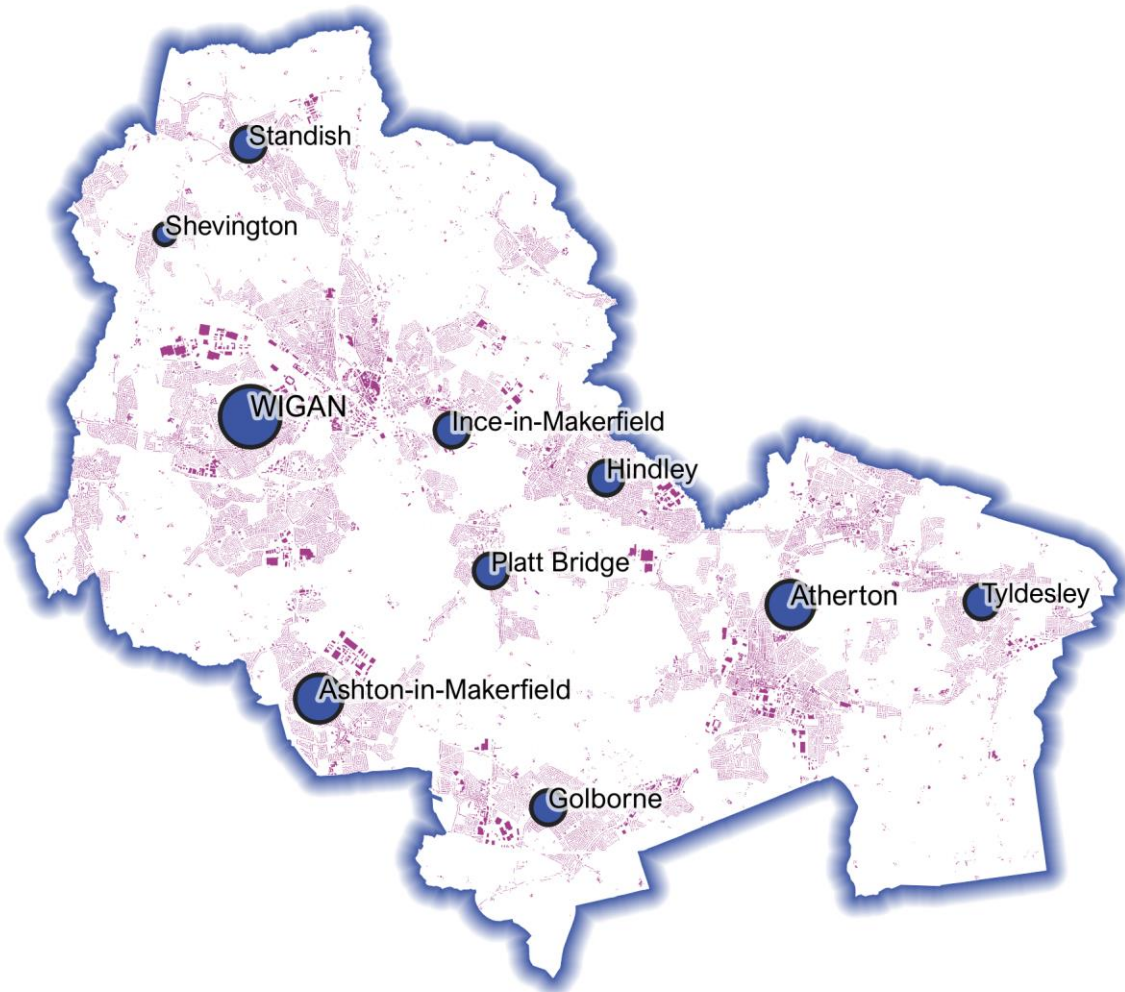 Standish
Shevington
WIGAN
Ince-in-Makerfield
Hindley
Platt Bridge
Atherton
Tyldesley
Ashton-in-Makerfield
Golborne